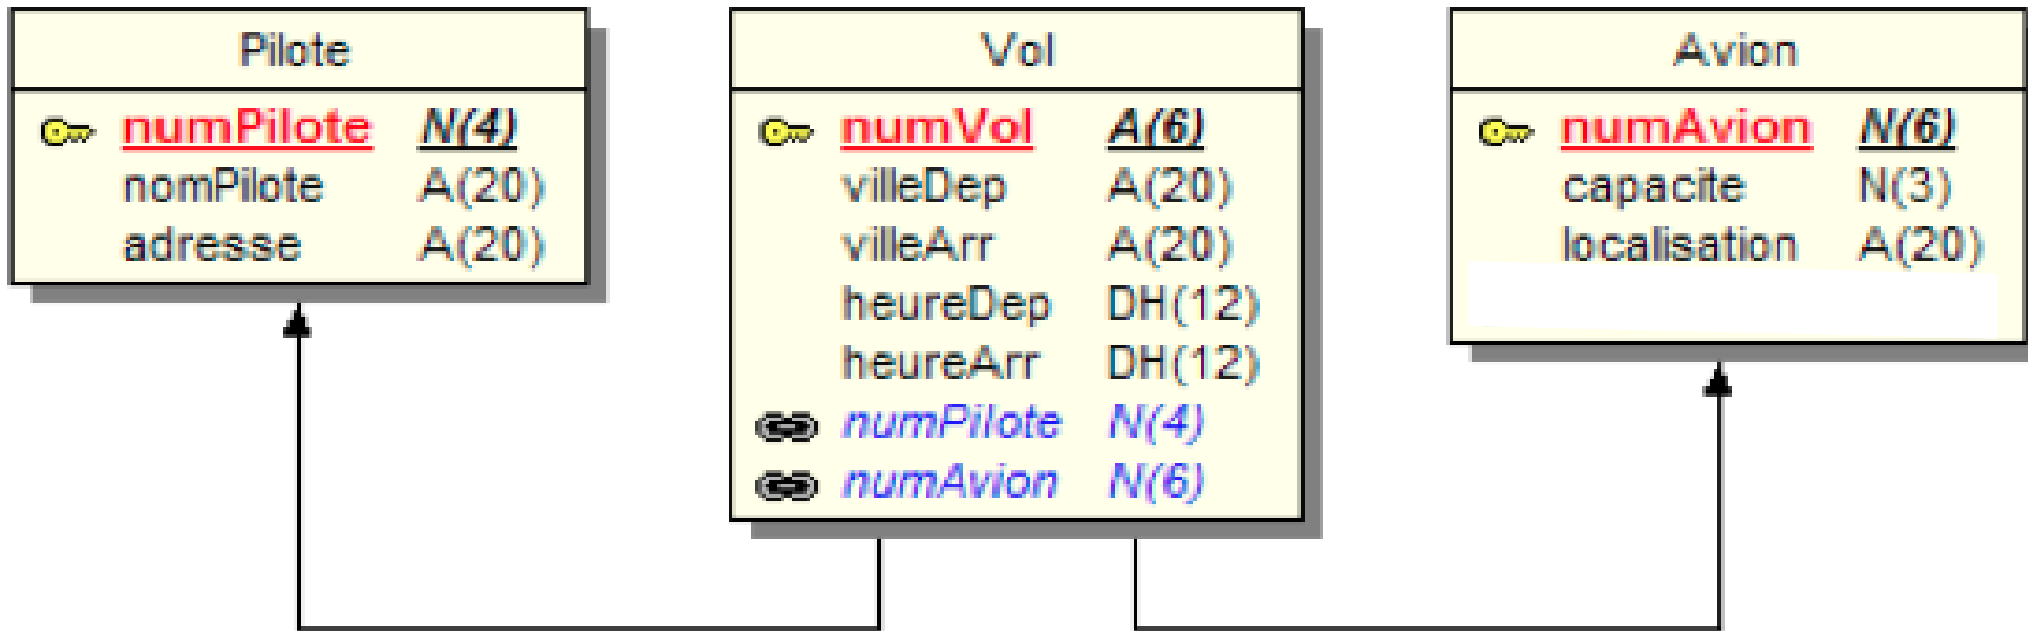 Pilote
numPilote N(4)
nomPilote A(20)
adresse A(20)
Vol
numVol A(6)
villeDep A(20)
villeArr A(20)
heureDep DH(12)
heureArr DH(12)
numPilote N(4)
numAvion N(6)
Avion
numAvion N(6)
capacite N(3)
localisation A(20)